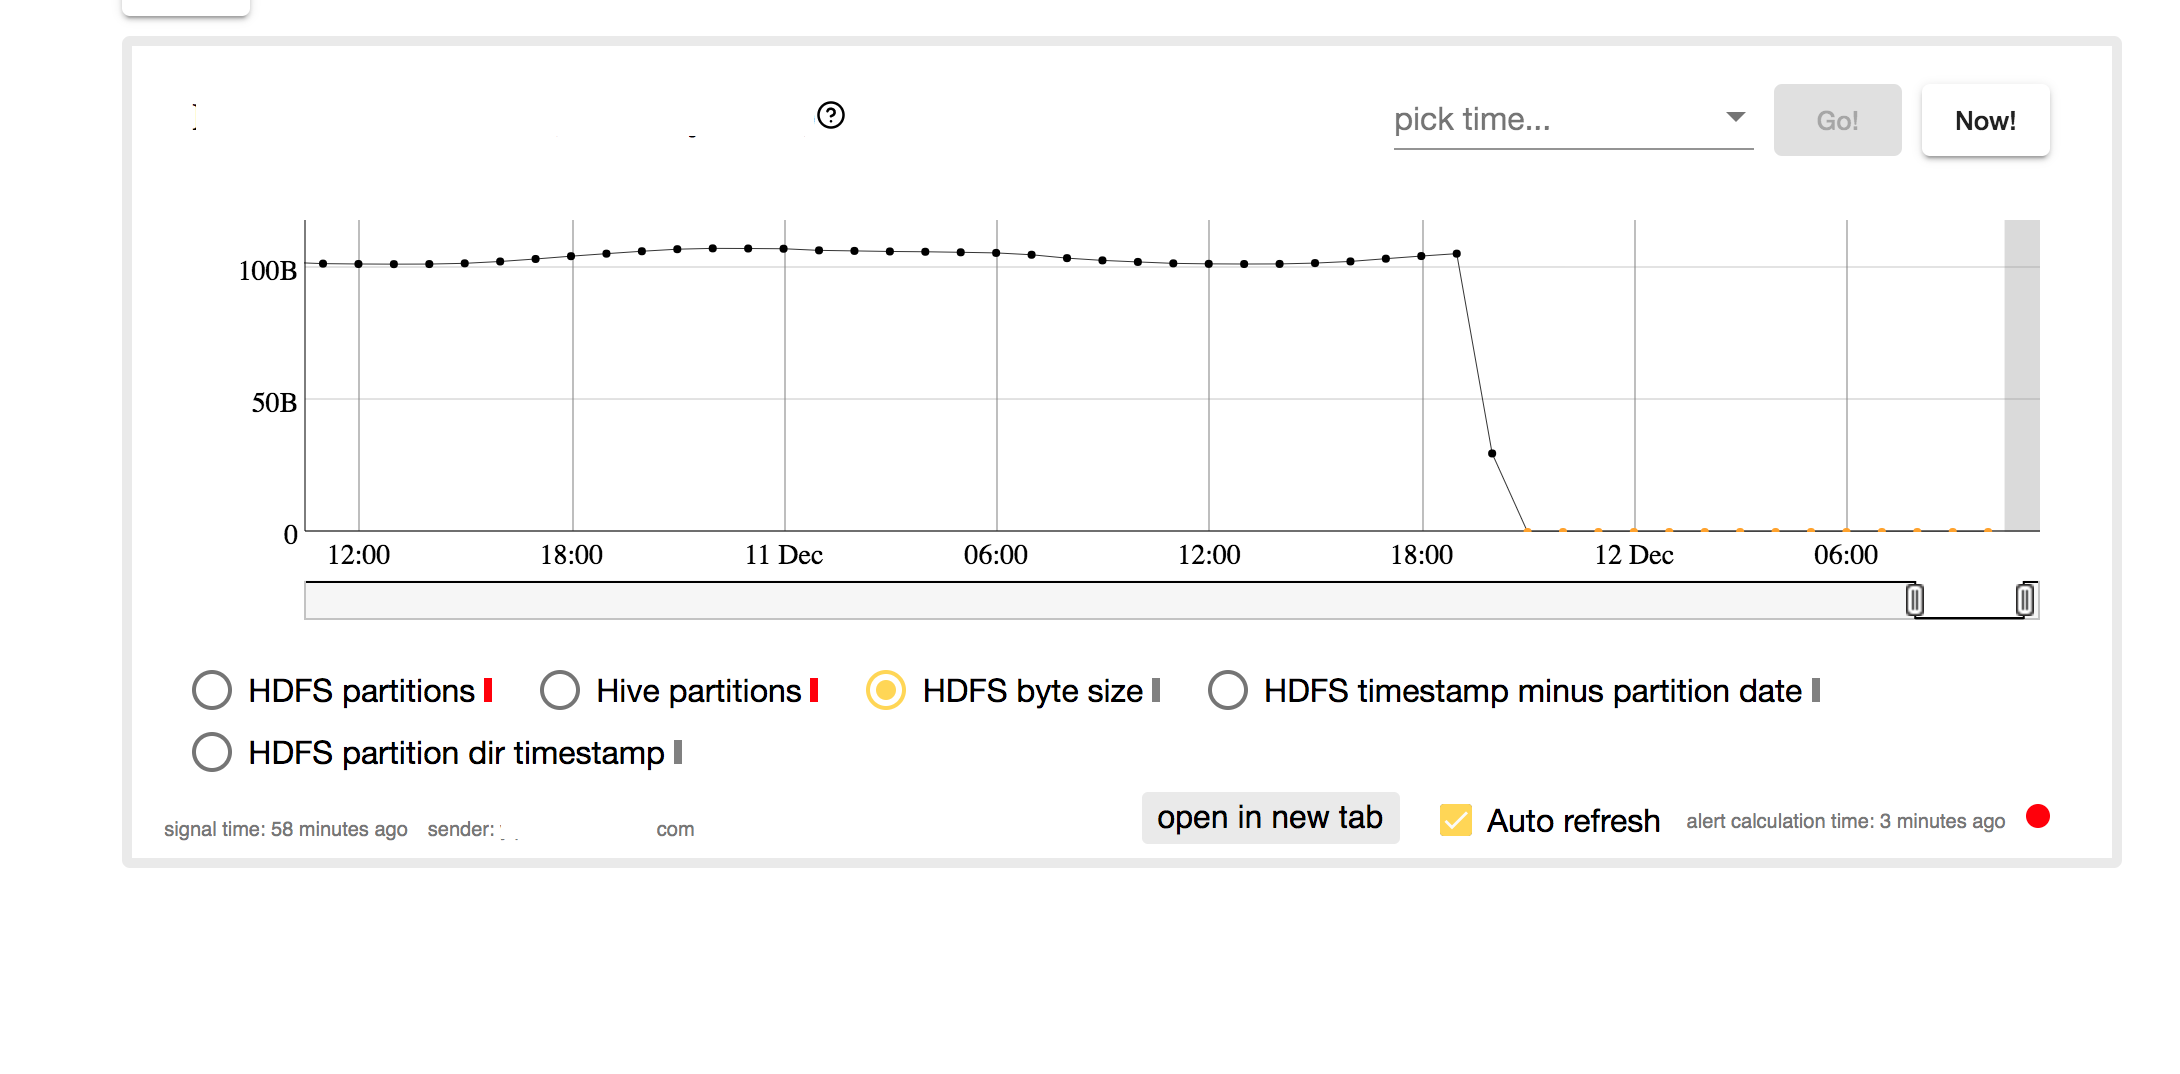 pick time... Go! Now!
100B
50B
0
12:00 18:00 11 Dec 06:00 12:00 18:00 12 Dec 06:00
HDFS partitions Hive partitions HDFS byte size HDFS timestamp minus partition date
HDFS partition dir timestamp
open in new tab Auto refresh alert calculation time: 3 minutes ago
signal time: 58 minutes ago sender: com